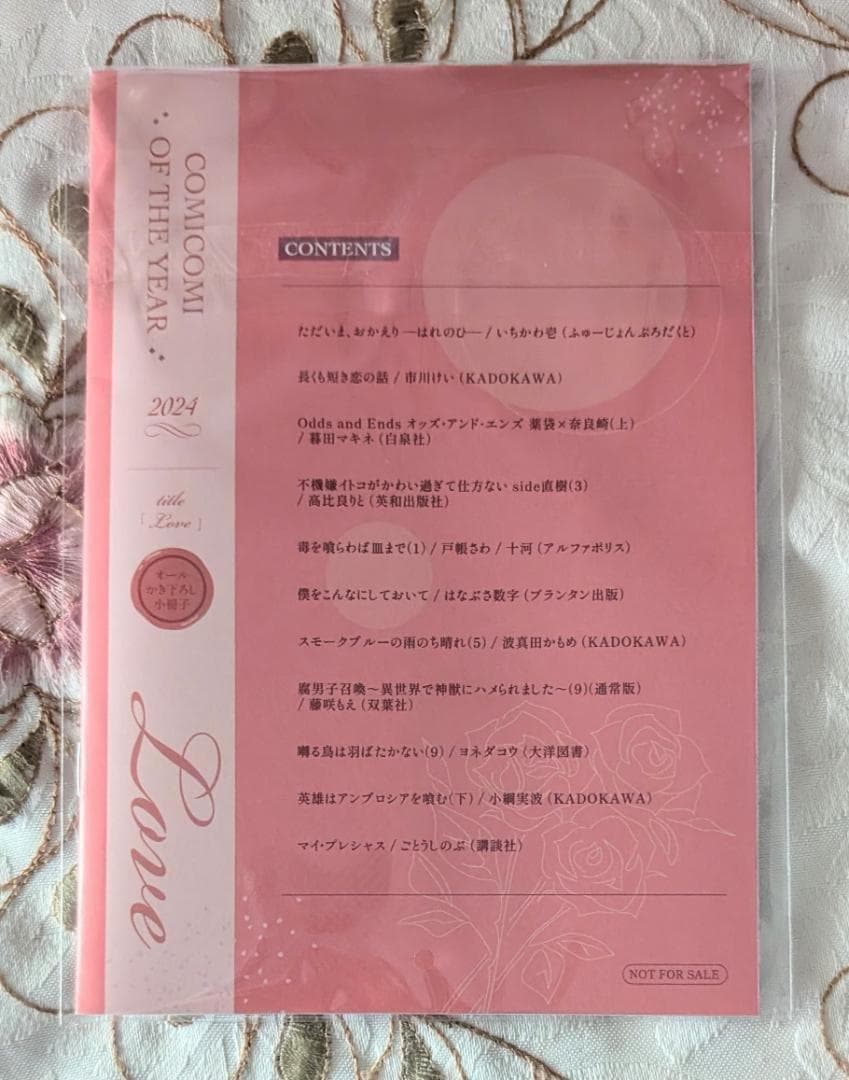 COMICOMI
OF THE YEAR
2024
title
「Love」
オール
かき下ろし
小冊子
Love
CONTENTS
ただいま、おかえり ―はれのひ― / いちかわ壱 (ふゅーじょんぷろだくと)
長くも短き恋の話 / 市川けい (KADOKAWA)
Odds and Ends オッズ・アンド・エンズ 薬袋×奈良崎(上)
/ 暮田マキネ (白泉社)
不機嫌イトコがかわい過ぎて仕方ない side直樹(3)
/ 高比良りと (英和出版社)
毒を喰らわば皿まで(1) / 戸帳さわ / 十河 (アルファポリス)
僕をこんなにしておいて / はなぶさ数字 (ブランタン出版)
スモークブルーの雨のち晴れ(5) / 波真田かもめ (KADOKAWA)
腐男子召喚～異世界で神獣にハメられました～(9)(通常版)
/ 藤咲もえ (双葉社)
囀る鳥は羽ばたかない(9) / ヨネダコウ (大洋図書)
英雄はアンブロシアを喰む(下) / 小綱実波 (KADOKAWA)
マイ・プレシャス / ごとうしのぶ (講談社)
NOT FOR SALE